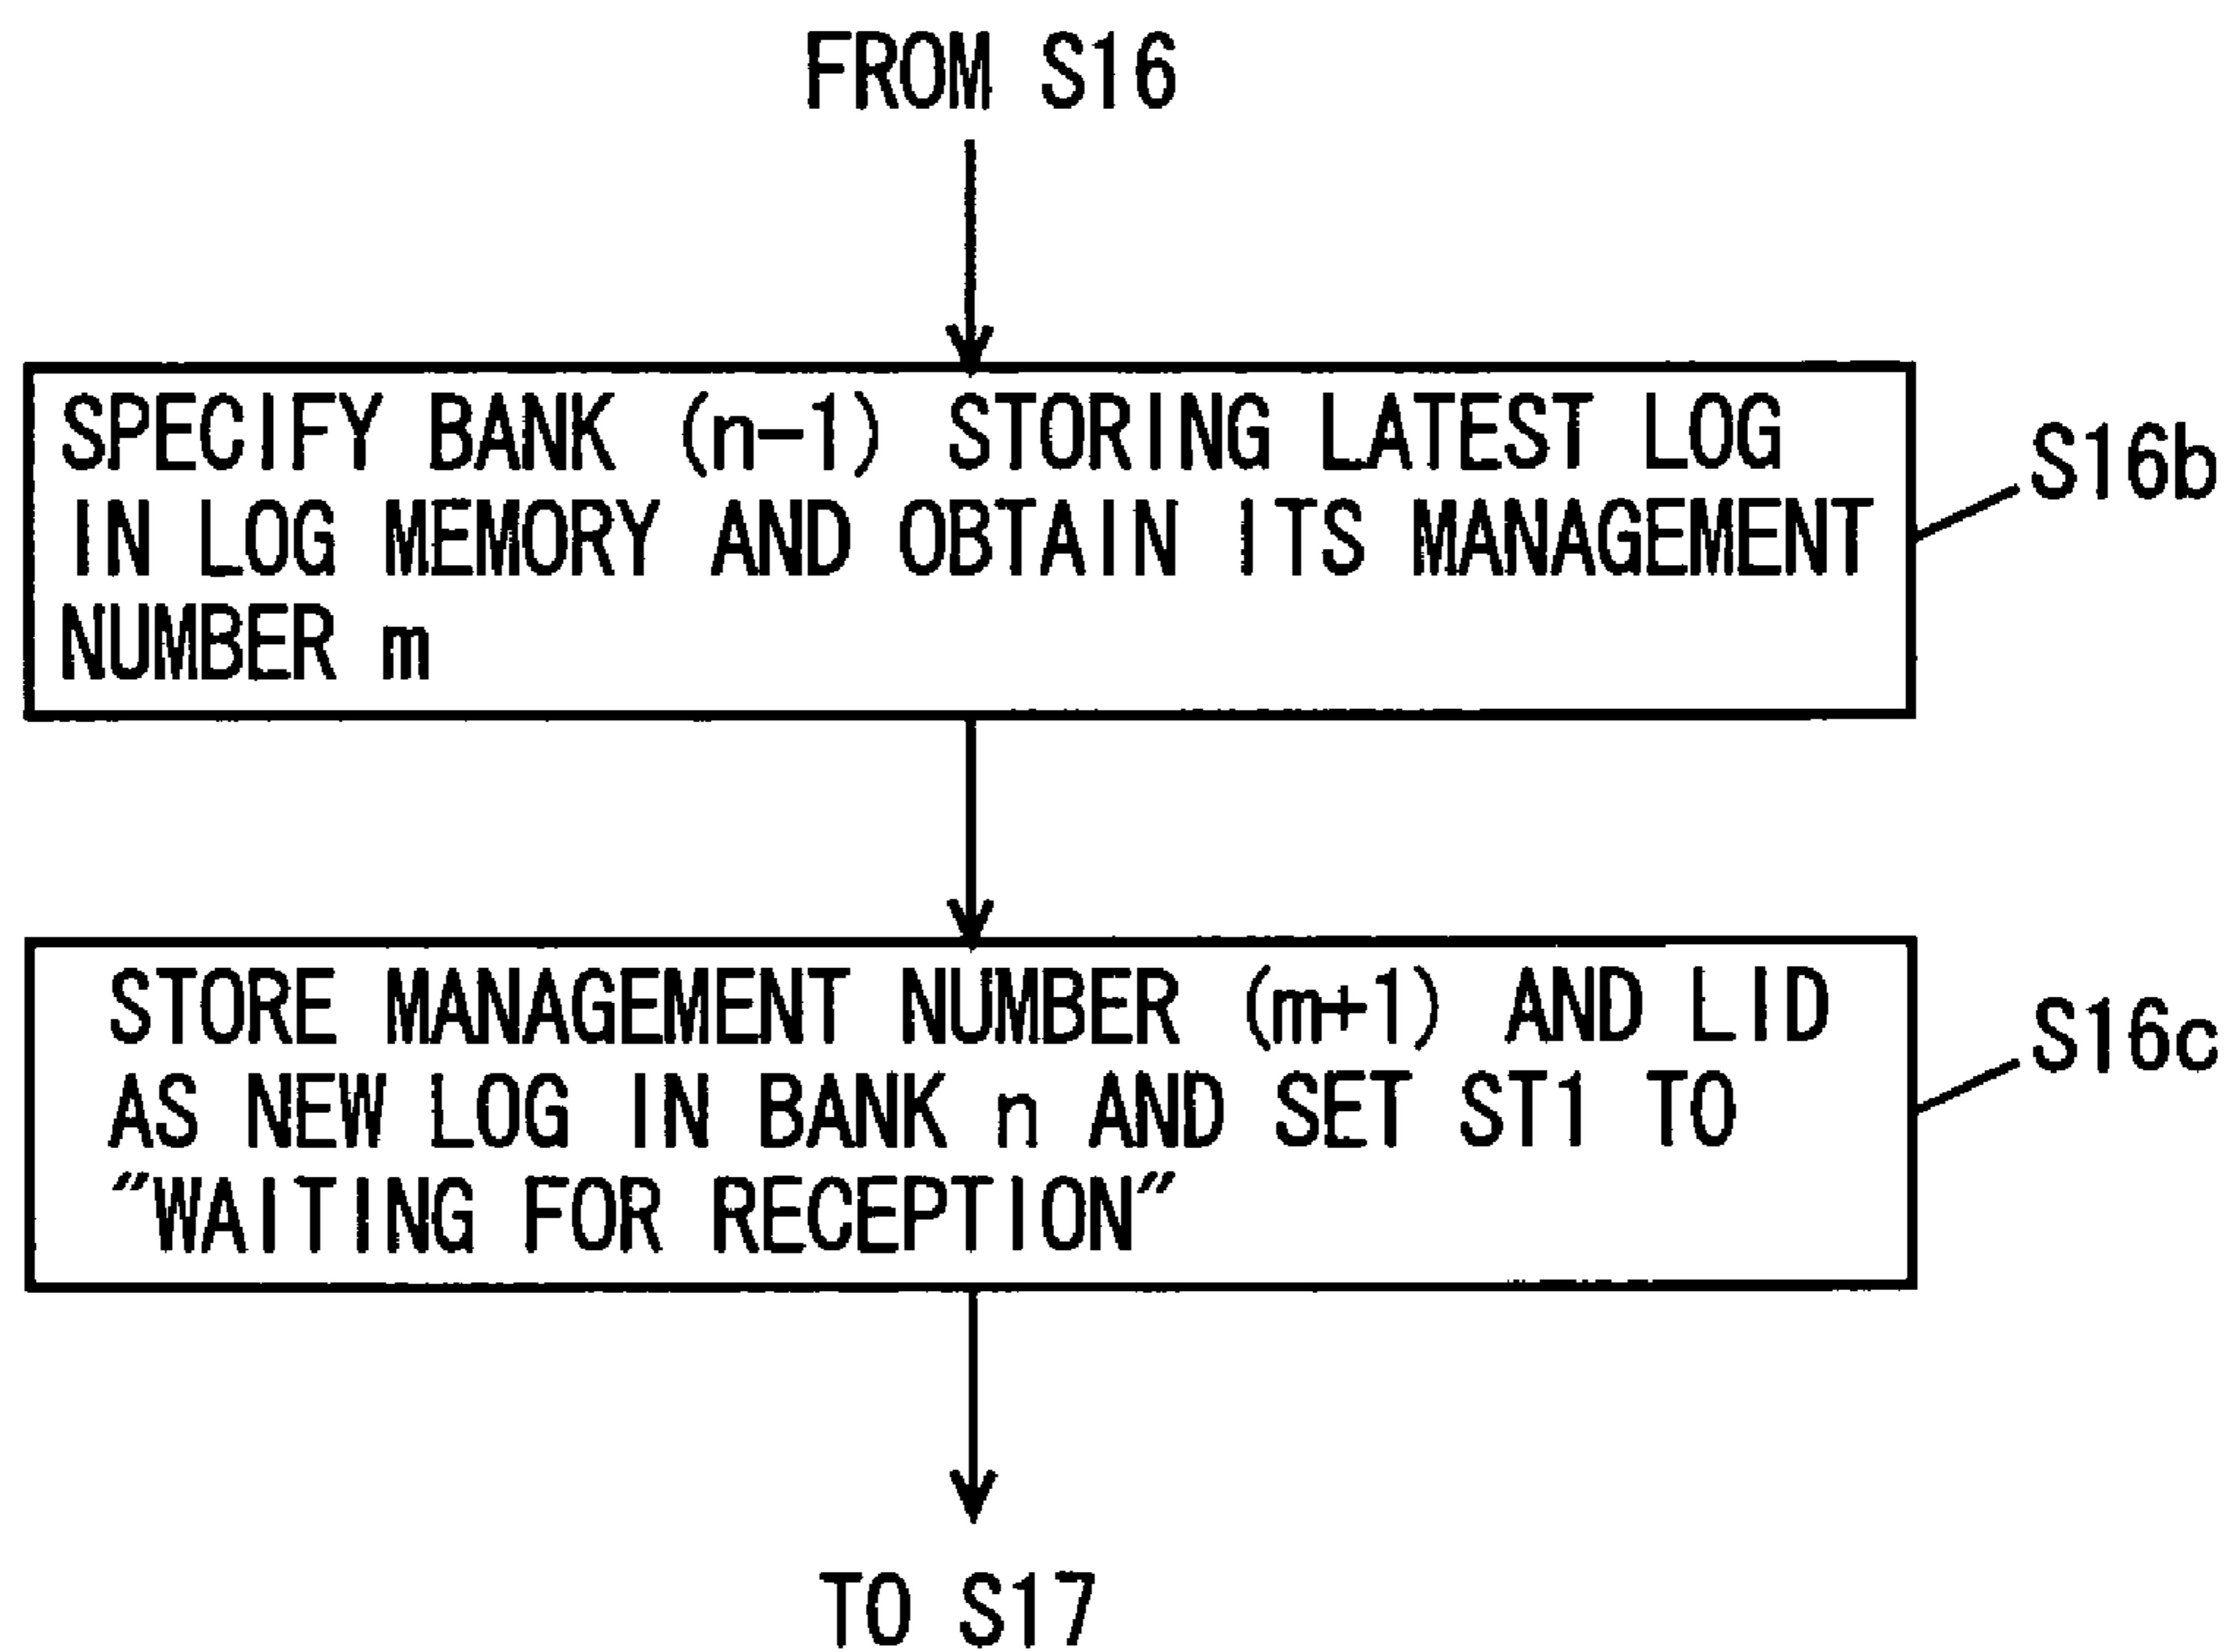 FROM S16
SPECIFY BANK (n-1) STORING LATEST LOG
IN LOG MEMORY AND OBTAIN ITS MANAGEMENT
NUMBER m
S16b
STORE MANAGEMENT NUMBER (m+1) AND LID
AS NEW LOG IN BANK n AND SET ST1 TO
"WAITING FOR RECEPTION"
S16c
TO S17